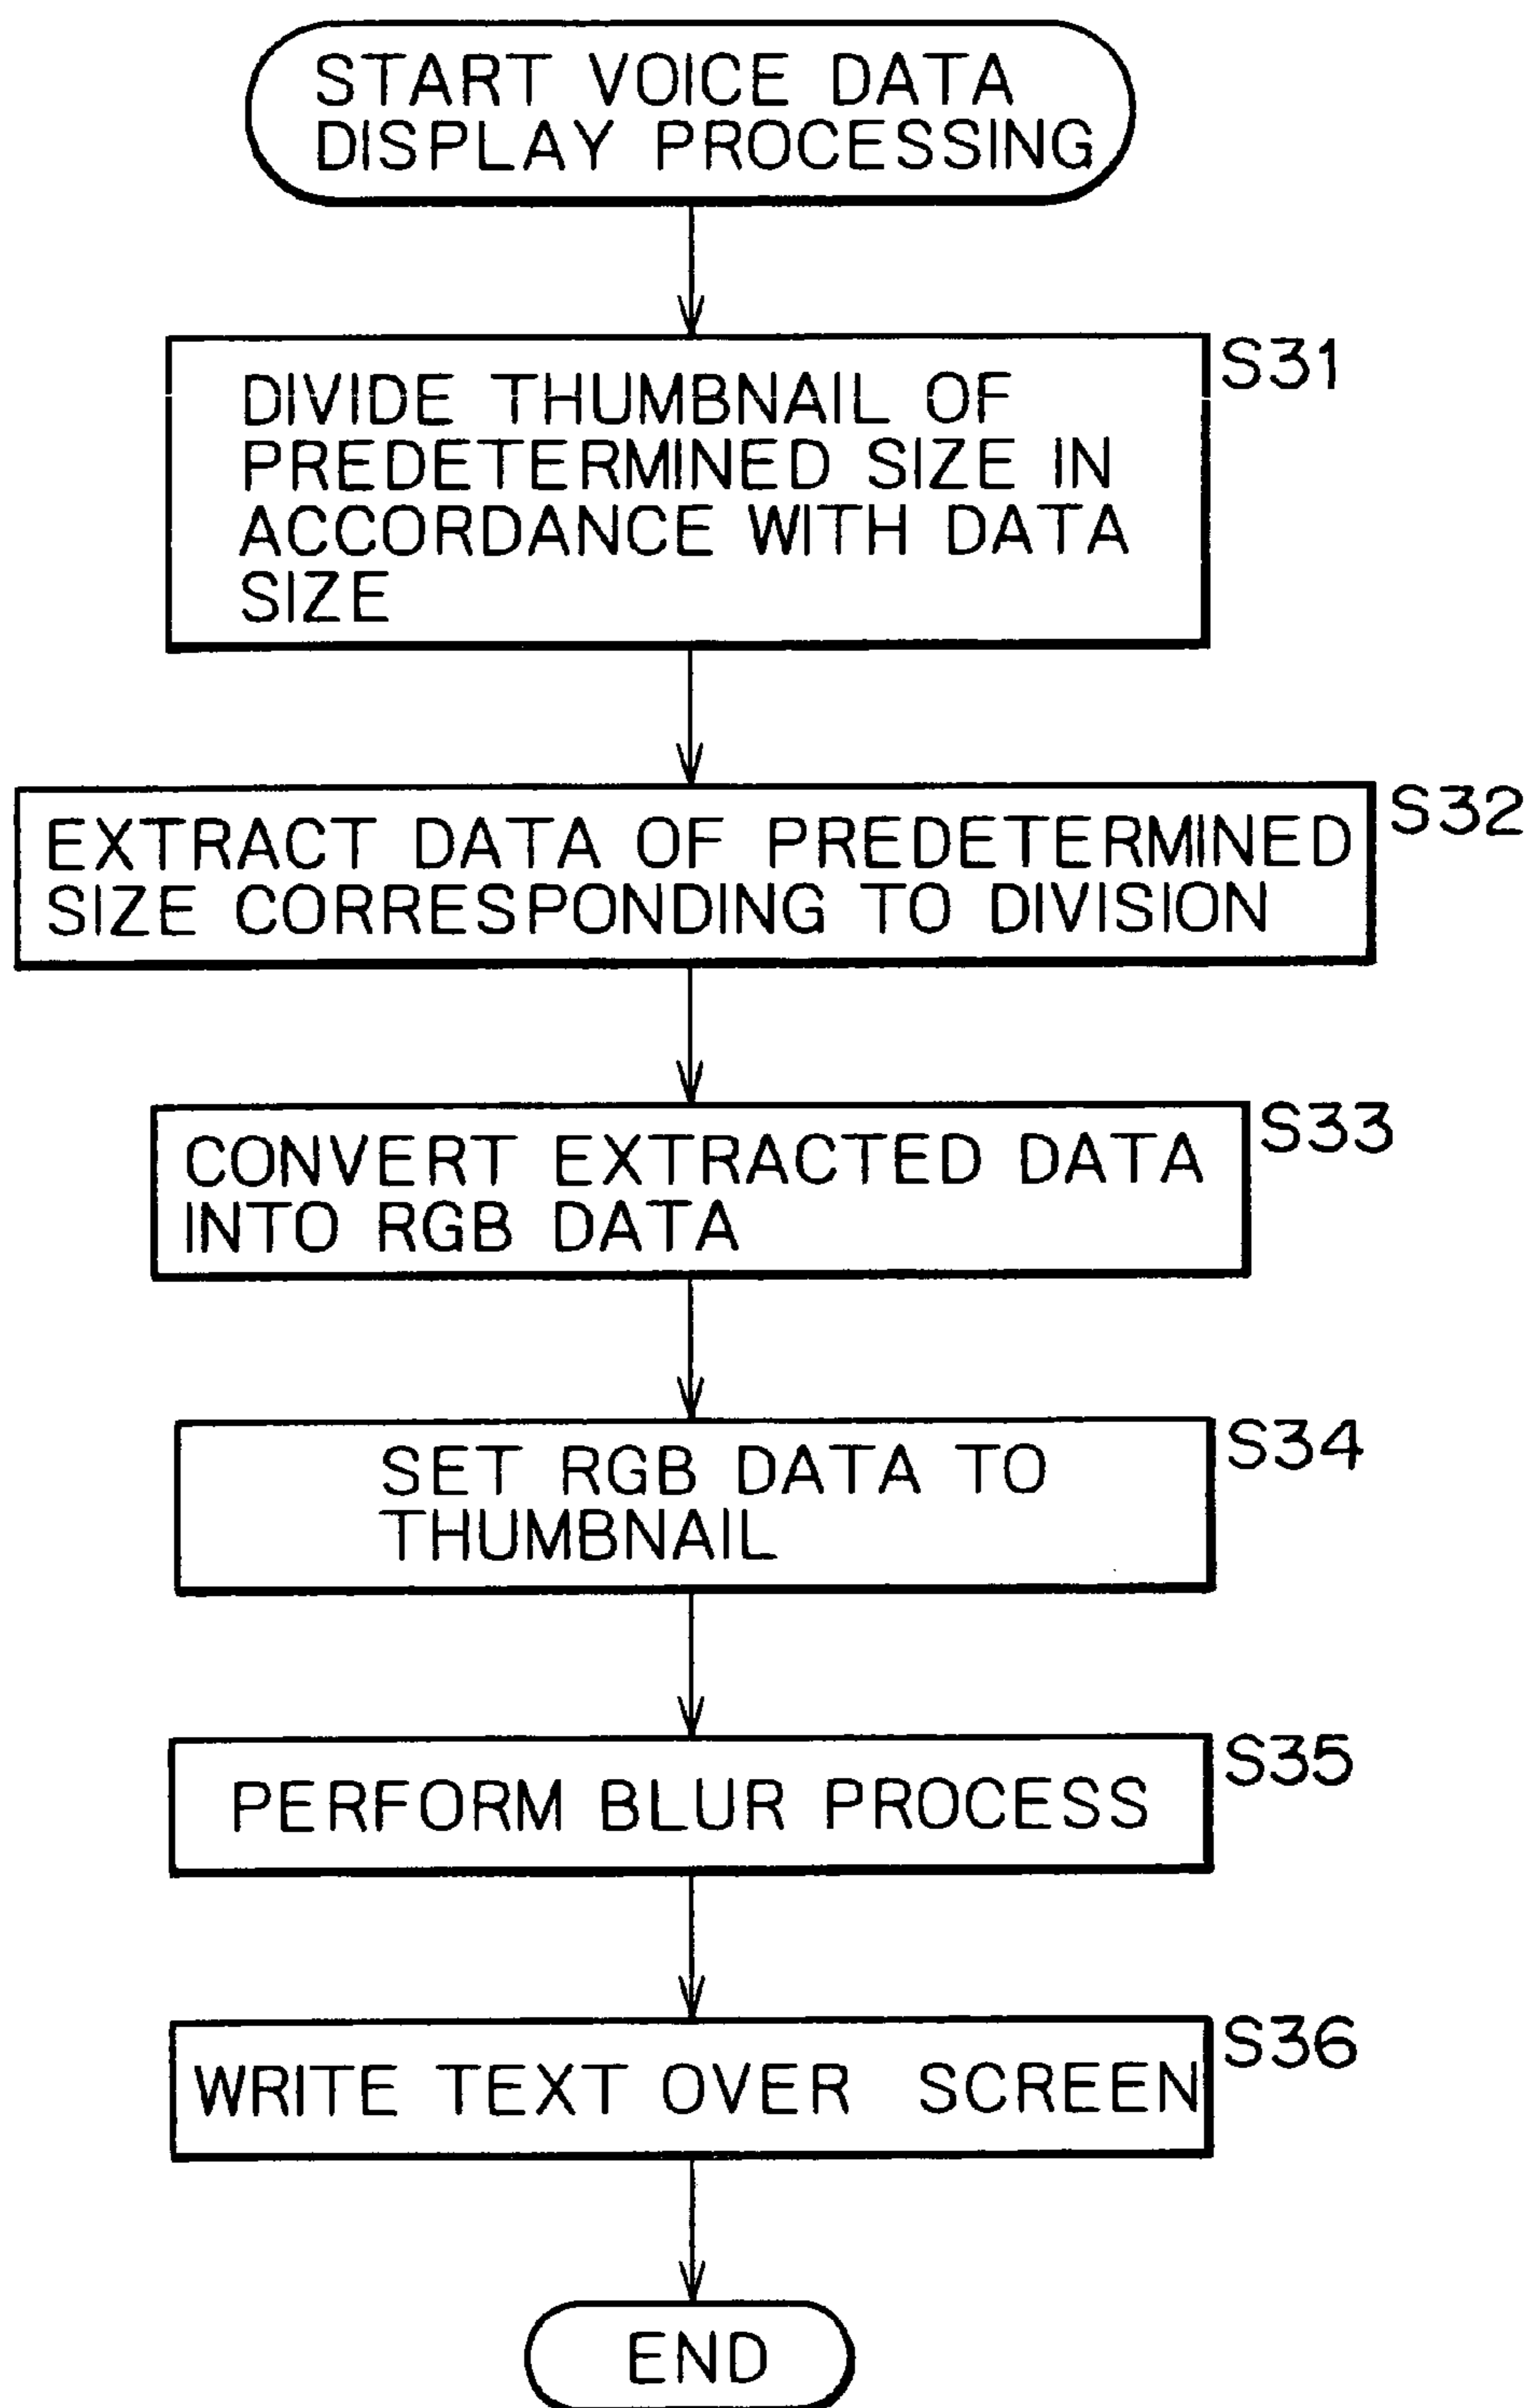 START VOICE DATA
DISPLAY PROCESSING
S31
DIVIDE THUMBNAIL OF
PREDETERMINED SIZE IN
ACCORDANCE WITH DATA
SIZE
S32
EXTRACT DATA OF PREDETERMINED
SIZE CORRESPONDING TO DIVISION
S33
CONVERT EXTRACTED DATA
INTO RGB DATA
S34
SET RGB DATA TO
THUMBNAIL
S35
PERFORM BLUR PROCESS
S36
WRITE TEXT OVER SCREEN
END